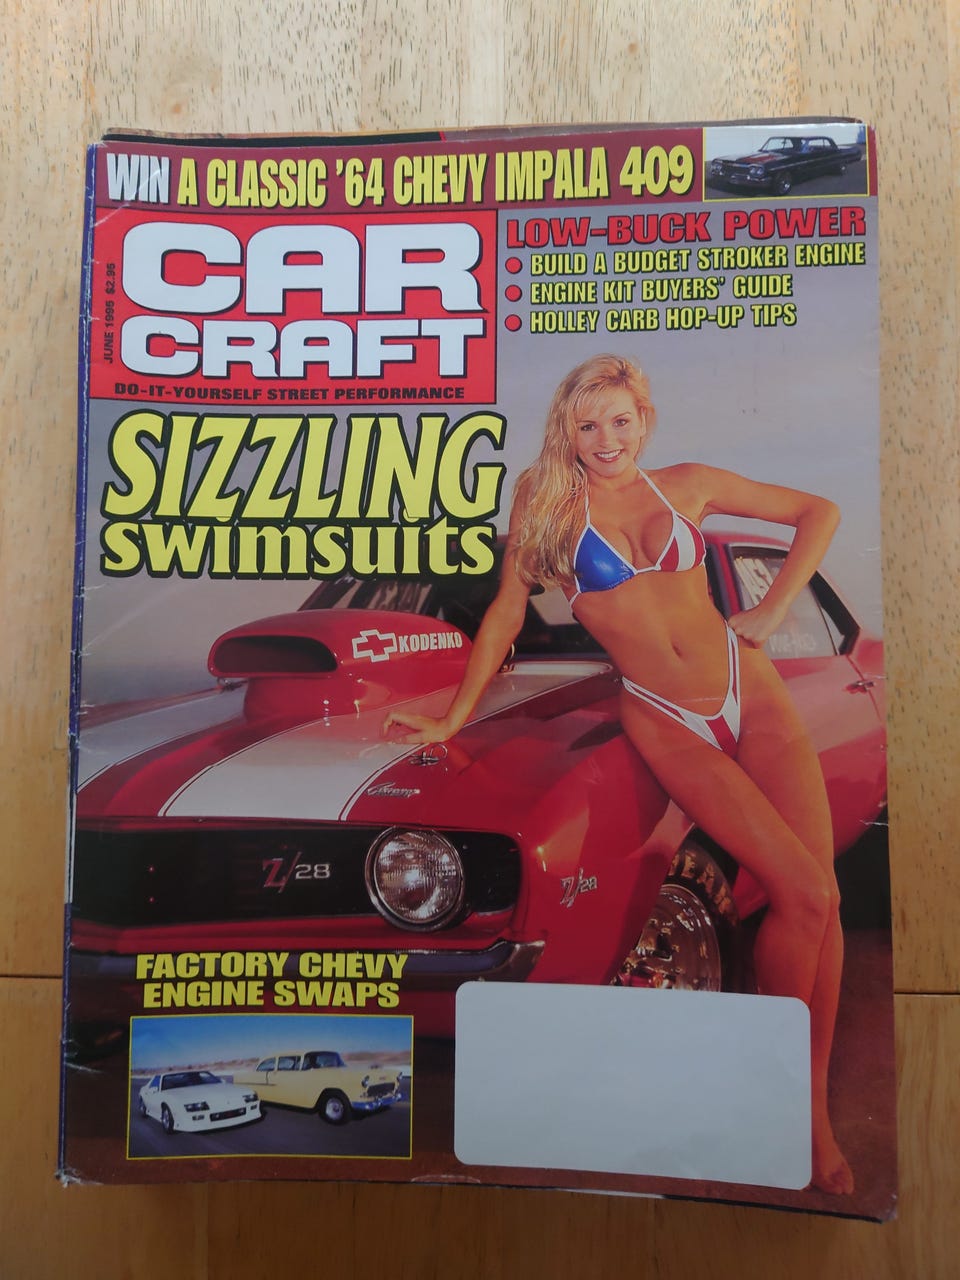 WIN A CLASSIC '64 CHEVY IMPALA 409
CAR
CRAFT
JUNE 1995 $2.95
DO-IT-YOURSELF STREET PERFORMANCE
LOW-BUCK POWER
BUILD A BUDGET STROKER ENGINE
ENGINE KIT BUYERS' GUIDE
HOLLEY CARB HOP-UP TIPS
SIZZLING
swimsuits
KODENKO
Camaro
Z/28
Z/28
FACTORY CHEVY
ENGINE SWAPS